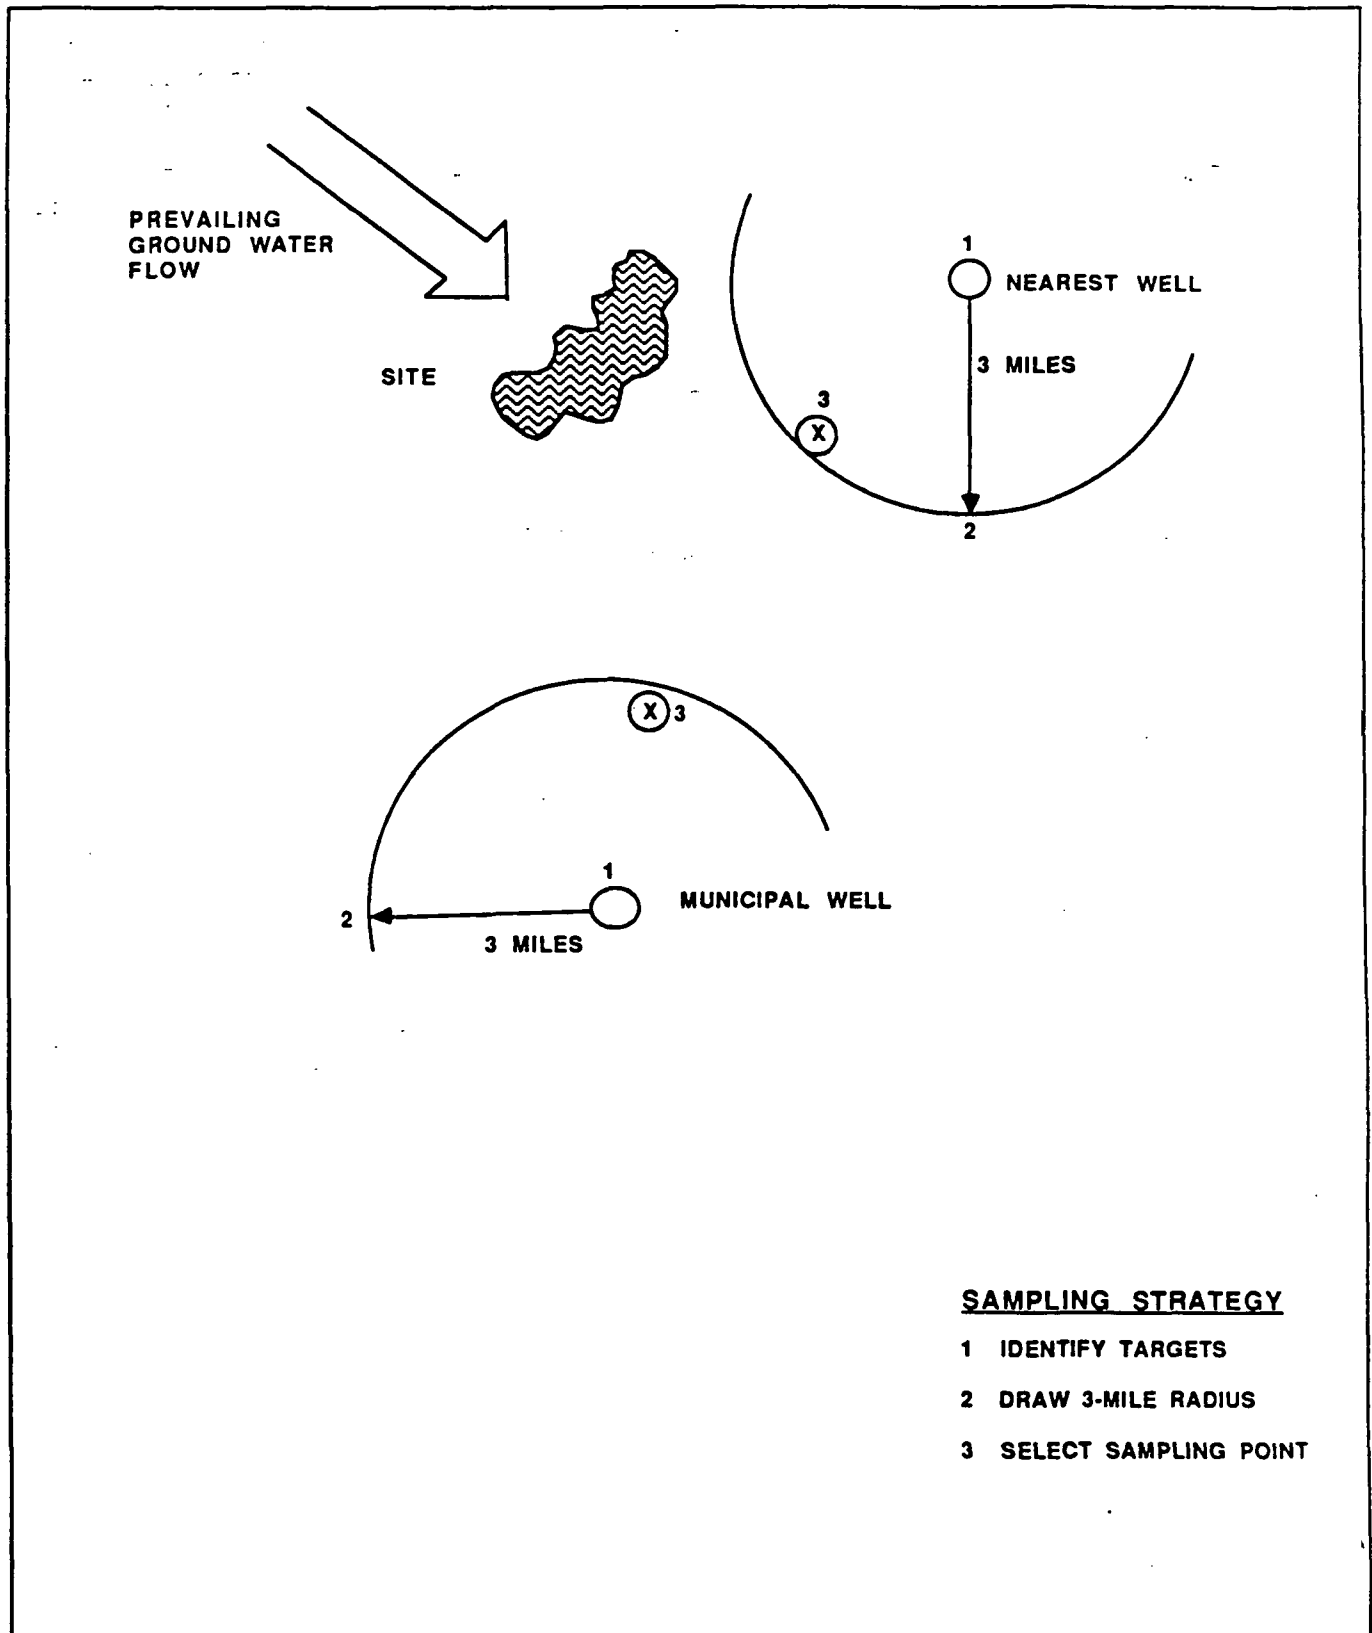 PREVAILING
GROUND WATER
FLOW
SITE
1
NEAREST WELL
3 MILES
3
X
2
X 3
1
MUNICIPAL WELL
2
3 MILES
SAMPLING STRATEGY
1 IDENTIFY TARGETS
2 DRAW 3-MILE RADIUS
3 SELECT SAMPLING POINT